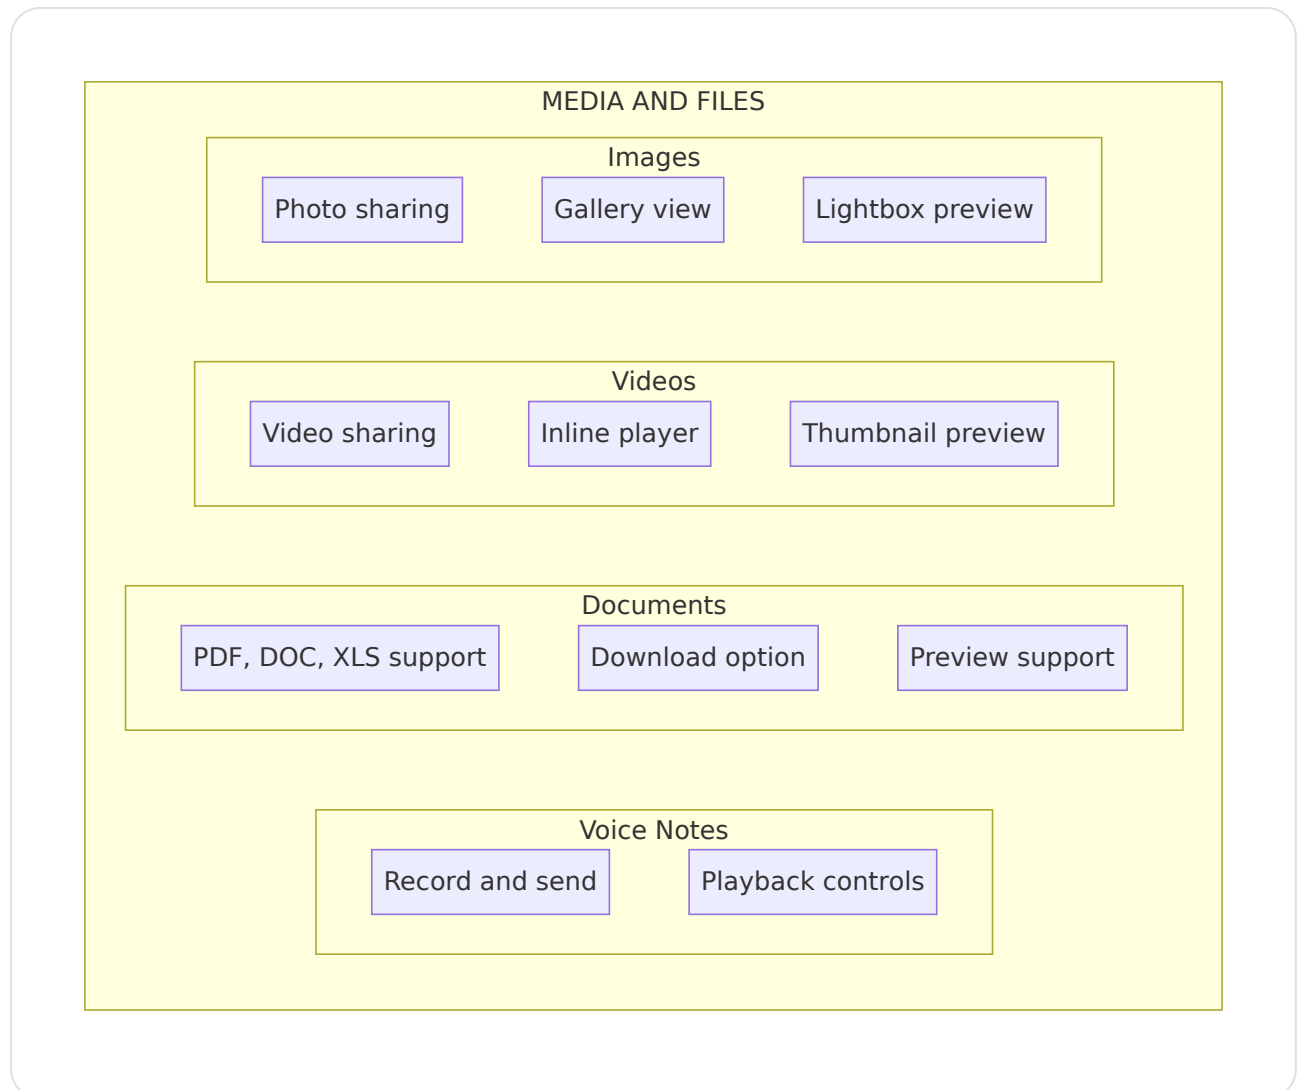 MEDIA AND FILES
Images
Photo sharing
Gallery view
Lightbox preview
Videos
Video sharing
Inline player
Thumbnail preview
Documents
PDF, DOC, XLS support
Download option
Preview support
Voice Notes
Record and send
Playback controls